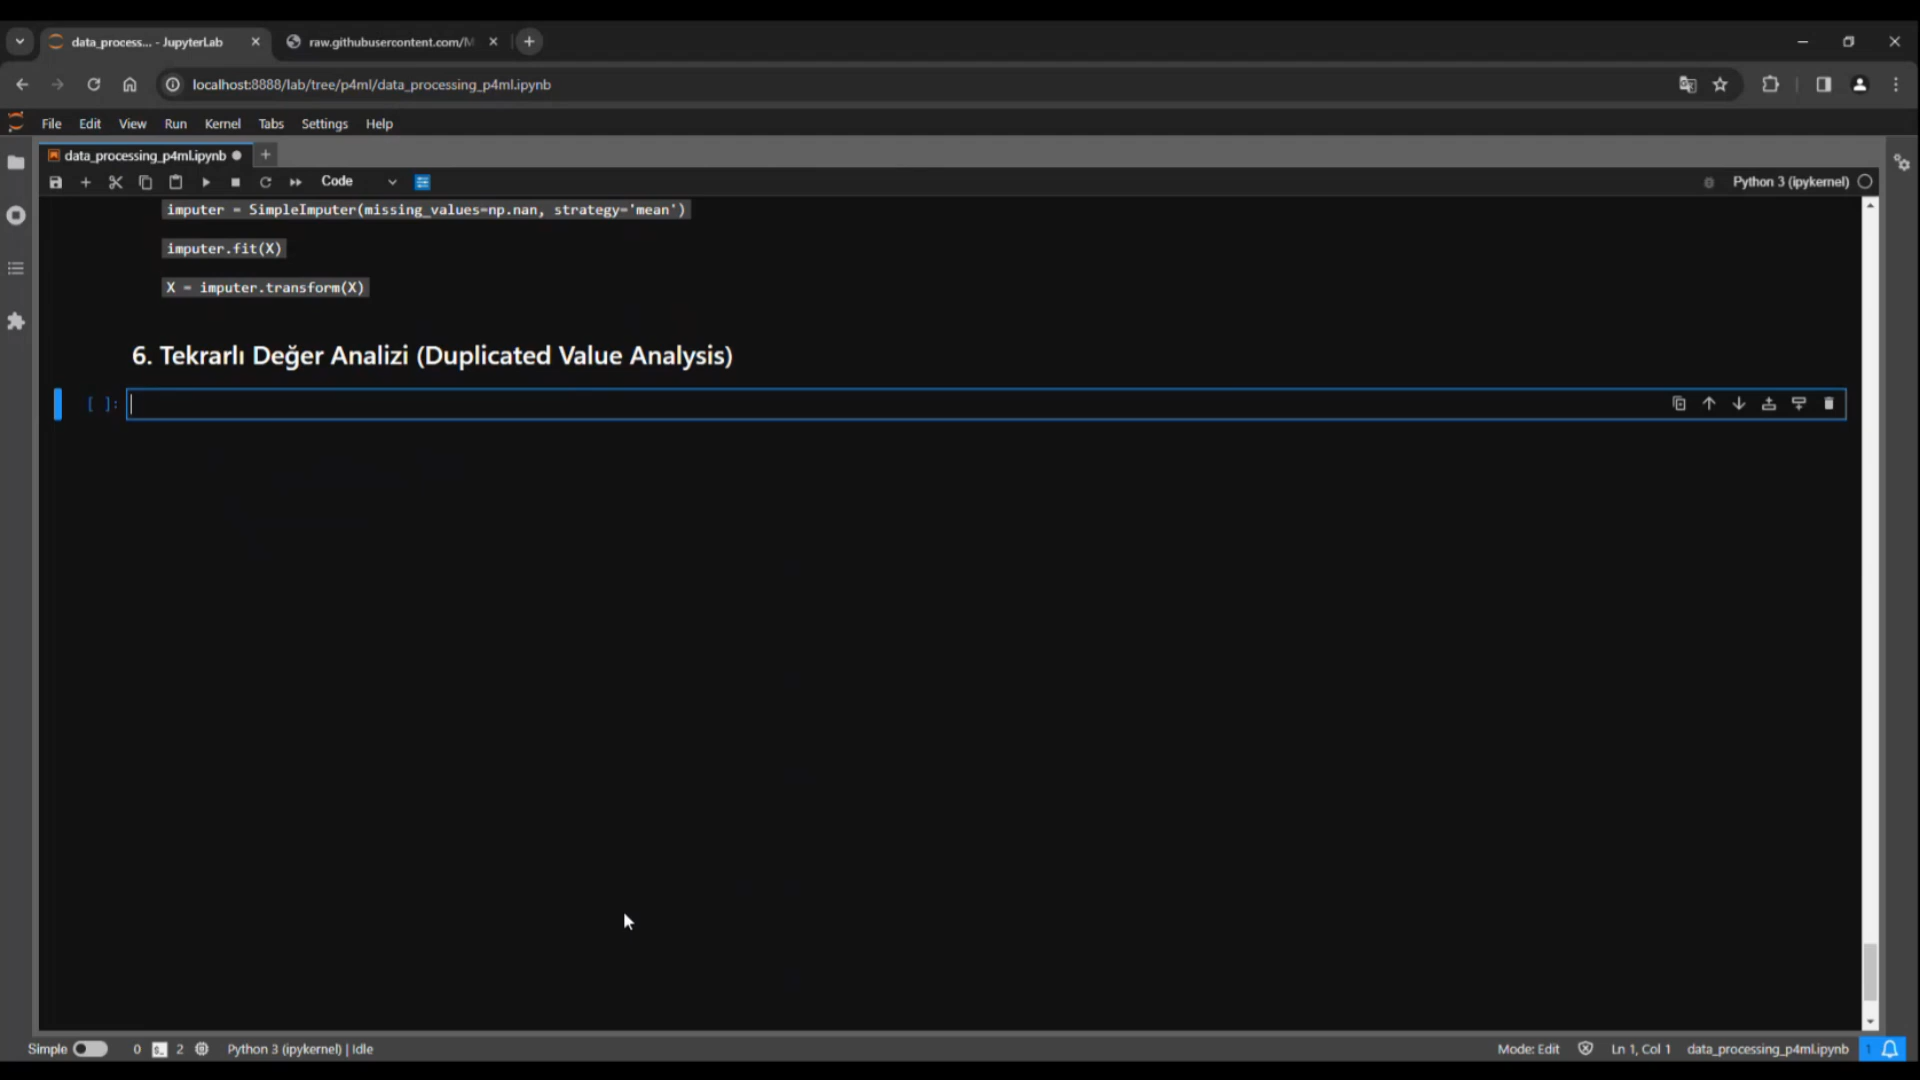 data_process... - JupyterLab
raw.githubusercontent.com/M
localhost:8888/lab/tree/p4ml/data_processing_p4ml.ipynb
File Edit View Run Kernel Tabs Settings Help
data_processing_p4ml.ipynb
Code
Python 3 (ipykernel)
imputer = SimpleImputer(missing_values=np.nan, strategy='mean')
imputer.fit(X)
X = imputer.transform(X)
6. Tekrarlı Değer Analizi (Duplicated Value Analysis)
[ ]:
Simple 0 $_ 2 Python 3 (ipykernel) | Idle
Mode: Edit Ln 1, Col 1 data_processing_p4ml.ipynb 1